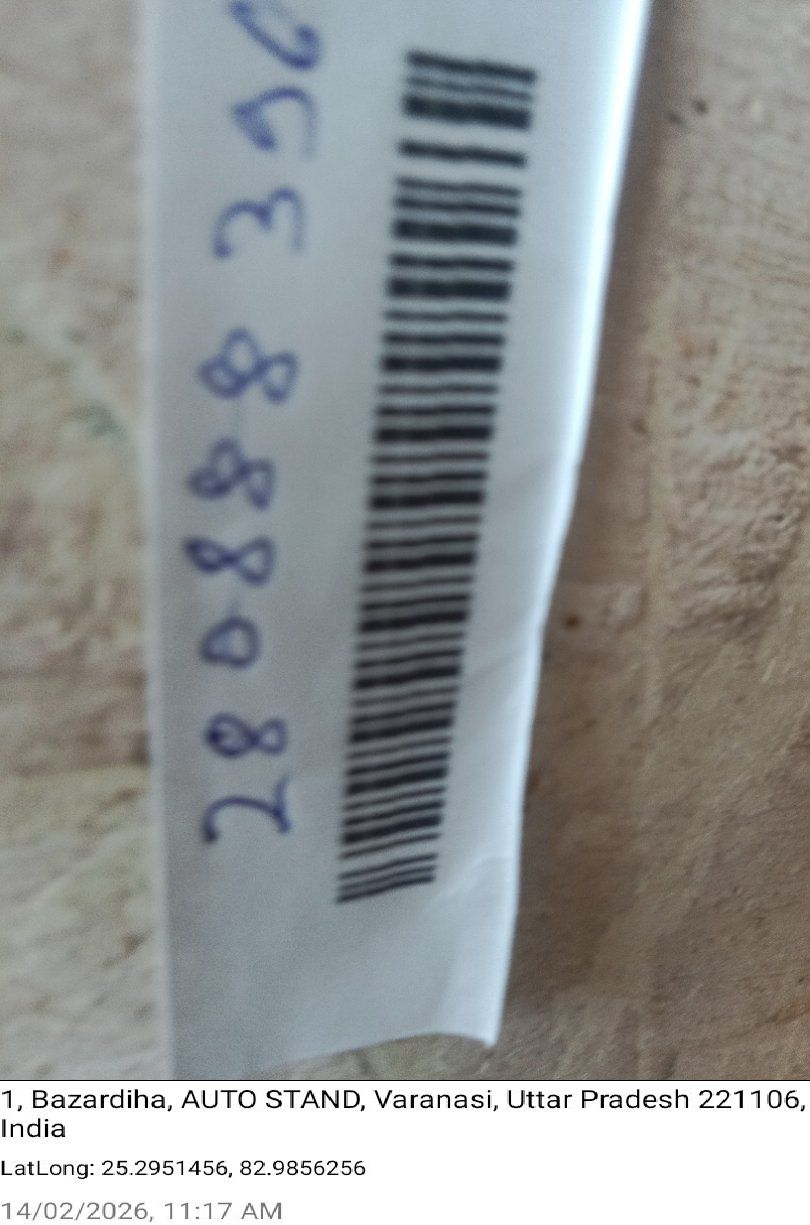 2808883
1, Bazardiha, AUTO STAND, Varanasi, Uttar Pradesh 221106,
India
LatLong: 25.2951456, 82.9856256
14/02/2026, 11:17 AM